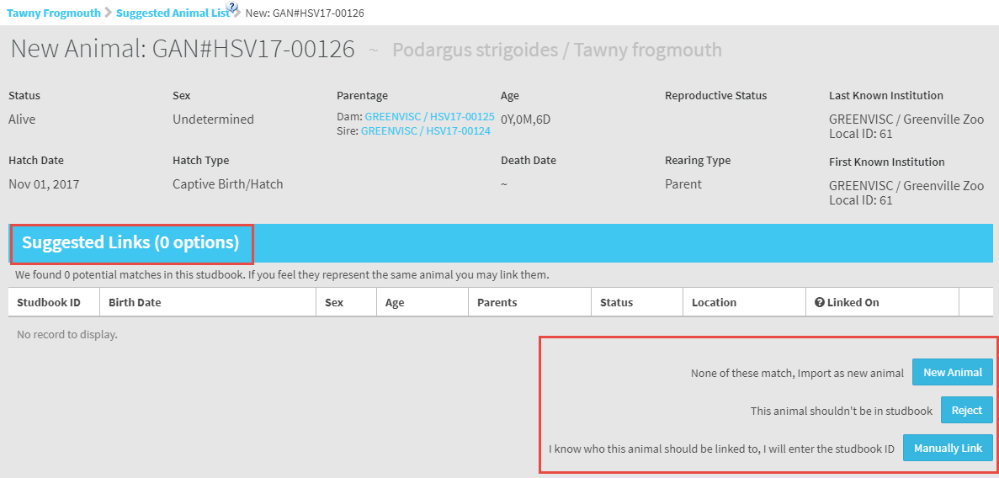 Tawny Frogmouth > Suggested Animal List > New: GAN#HSV17-00126
?
New Animal: GAN#HSV17-00126 ~ Podargus strigoides / Tawny frogmouth
Status Sex Parentage Age Reproductive Status Last Known Institution
Alive Undetermined Dam: GREENVISC / HSV17-00125 0Y,0M,6D GREENVISC / Greenville Zoo
Sire: GREENVISC / HSV17-00124 Local ID: 61
Hatch Date Hatch Type Death Date Rearing Type First Known Institution
Nov 01, 2017 Captive Birth/Hatch ~ Parent GREENVISC / Greenville Zoo
Local ID: 61
Suggested Links (0 options)
We found 0 potential matches in this studbook. If you feel they represent the same animal you may link them.
Studbook ID Birth Date Sex Age Parents Status Location ? Linked On
No record to display.
None of these match, Import as new animal New Animal
This animal shouldn't be in studbook Reject
I know who this animal should be linked to, I will enter the studbook ID Manually Link